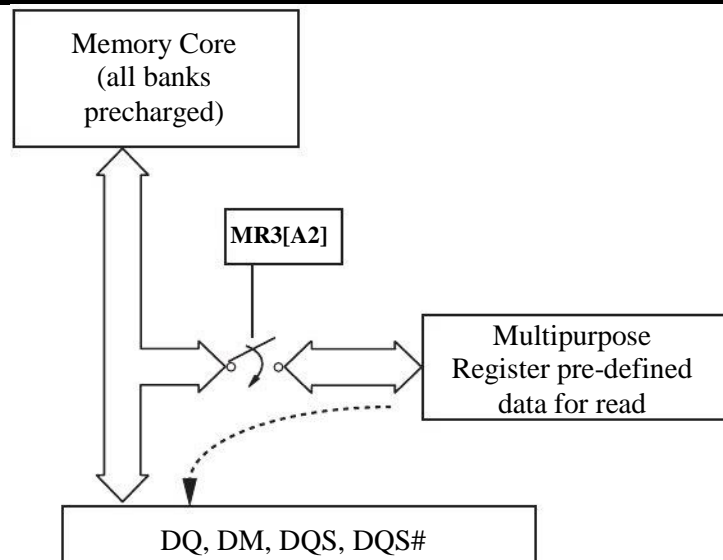 Memory Core
(all banks
precharged)
MR3[A2]
Multipurpose
Register pre-defined
data for read
DQ, DM, DQS, DQS#